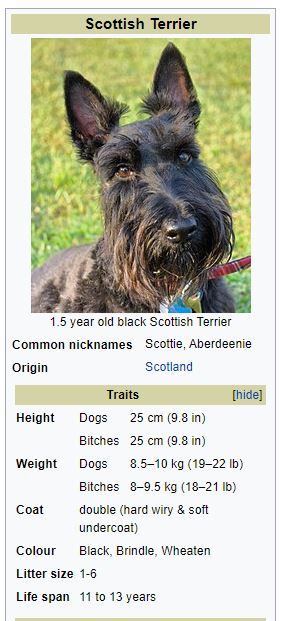 Scottish Terrier
1.5 year old black Scottish Terrier
Common nicknames Scottie, Aberdeenie
Origin Scotland
Traits [hide]
Height Dogs 25 cm (9.8 in)
Bitches 25 cm (9.8 in)
Weight Dogs 8.5–10 kg (19–22 lb)
Bitches 8–9.5 kg (18–21 lb)
Coat double (hard wiry & soft
undercoat)
Colour Black, Brindle, Wheaten
Litter size 1-6
Life span 11 to 13 years